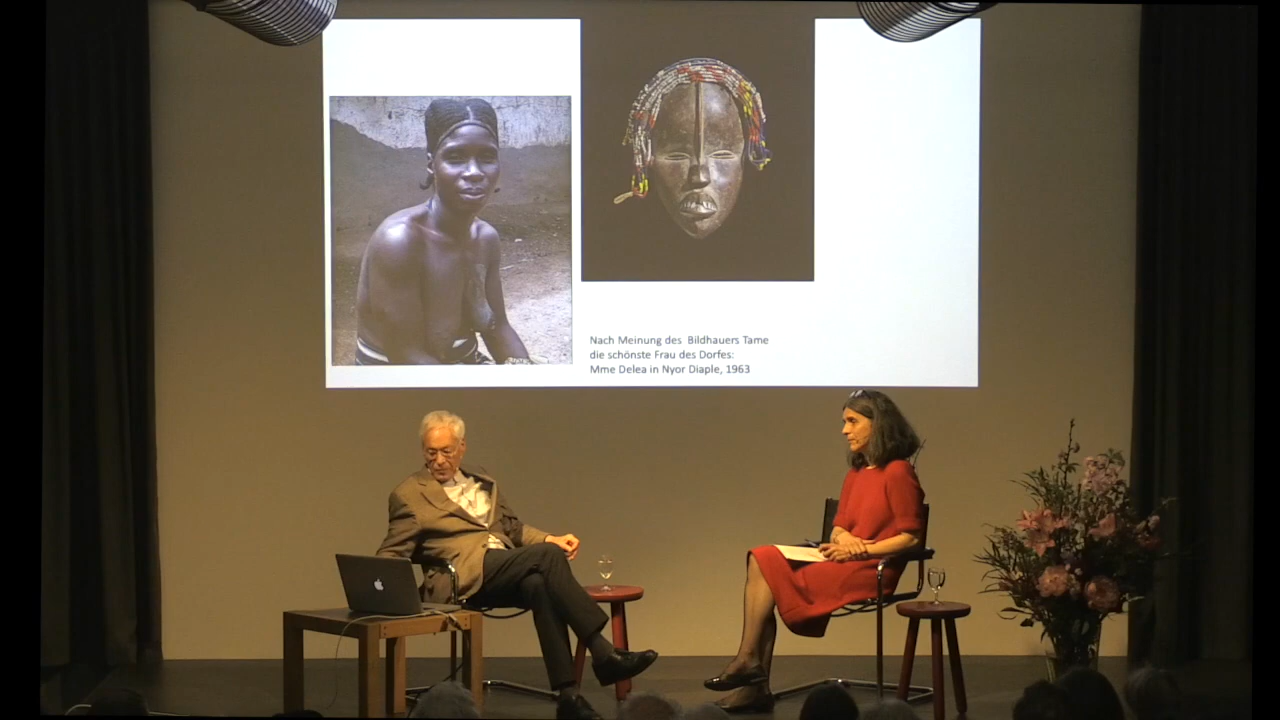 Nach Meinung des Bildhauers Tame
die schönste Frau des Dorfes:
Mme Delea in Nyor Diaple, 1963